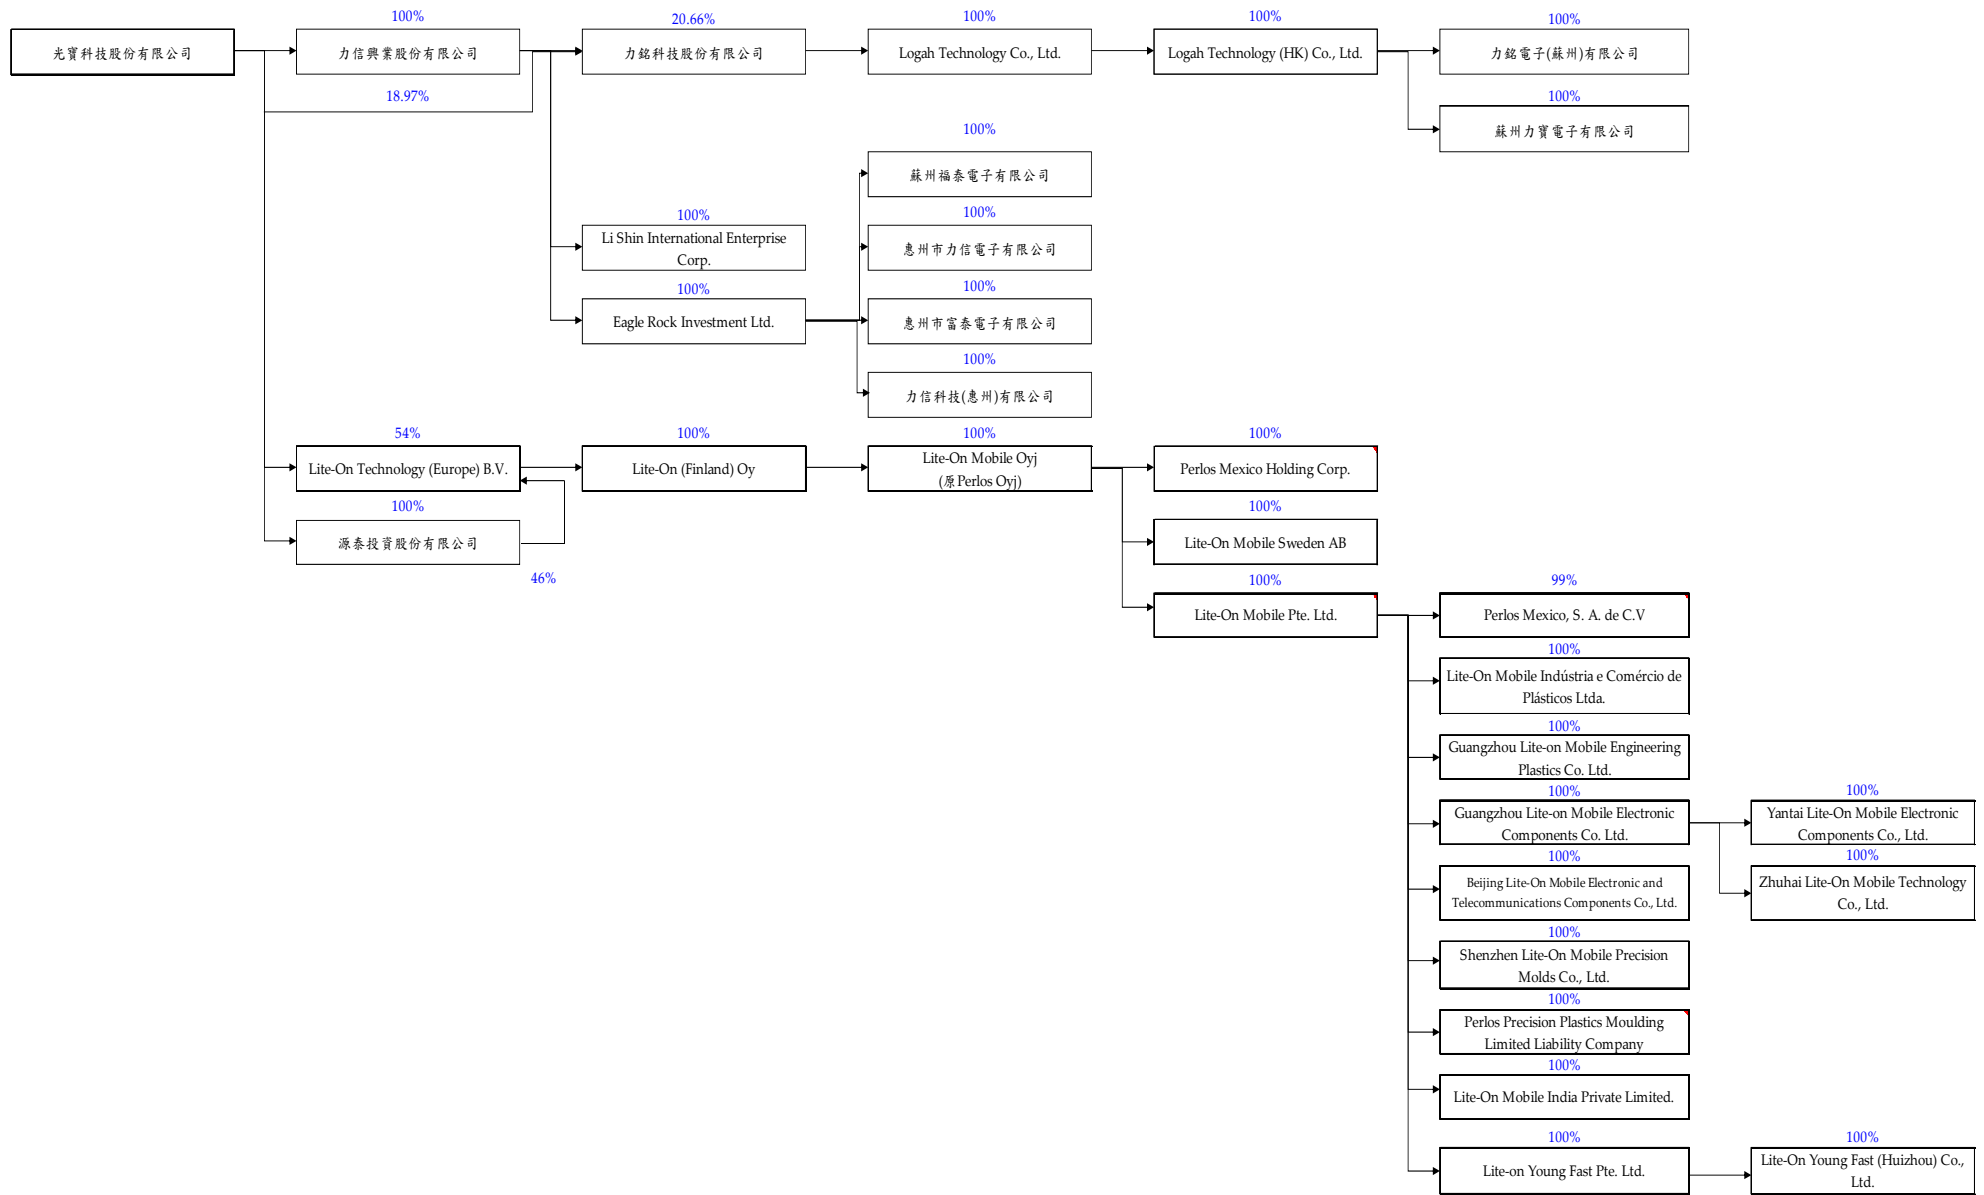 100%
20.66%
100%
100%
100%
光寶科技股份有限公司
力信興業股份有限公司
力銘科技股份有限公司
Logah Technology Co., Ltd.
Logah Technology (HK) Co., Ltd.
力銘電子(蘇州)有限公司
18.97%
100%
蘇州力寶電子有限公司
100%
蘇州福泰電子有限公司
100%
Li Shin International Enterprise
Corp.
100%
惠州市力信電子有限公司
100%
Eagle Rock Investment Ltd.
100%
惠州市富泰電子有限公司
100%
力信科技(惠州)有限公司
54%
100%
100%
100%
Lite-On Technology (Europe) B.V.
Lite-On (Finland) Oy
Lite-On Mobile Oyj
(原Perlos Oyj)
Perlos Mexico Holding Corp.
100%
源泰投資股份有限公司
46%
100%
Lite-On Mobile Sweden AB
100%
Lite-On Mobile Pte. Ltd.
99%
Perlos Mexico, S. A. de C.V
100%
Lite-On Mobile Indústria e Comércio de
Plásticos Ltda.
100%
Guangzhou Lite-on Mobile Engineering
Plastics Co. Ltd.
100%
Guangzhou Lite-on Mobile Electronic
Components Co. Ltd.
100%
Yantai Lite-On Mobile Electronic
Components Co., Ltd.
100%
Beijing Lite-On Mobile Electronic and
Telecommunications Components Co., Ltd.
100%
Zhuhai Lite-On Mobile Technology
Co., Ltd.
100%
Shenzhen Lite-On Mobile Precision
Molds Co., Ltd.
100%
Perlos Precision Plastics Moulding
Limited Liability Company
100%
Lite-On Mobile India Private Limited.
100%
Lite-on Young Fast Pte. Ltd.
100%
Lite-On Young Fast (Huizhou) Co.,
Ltd.